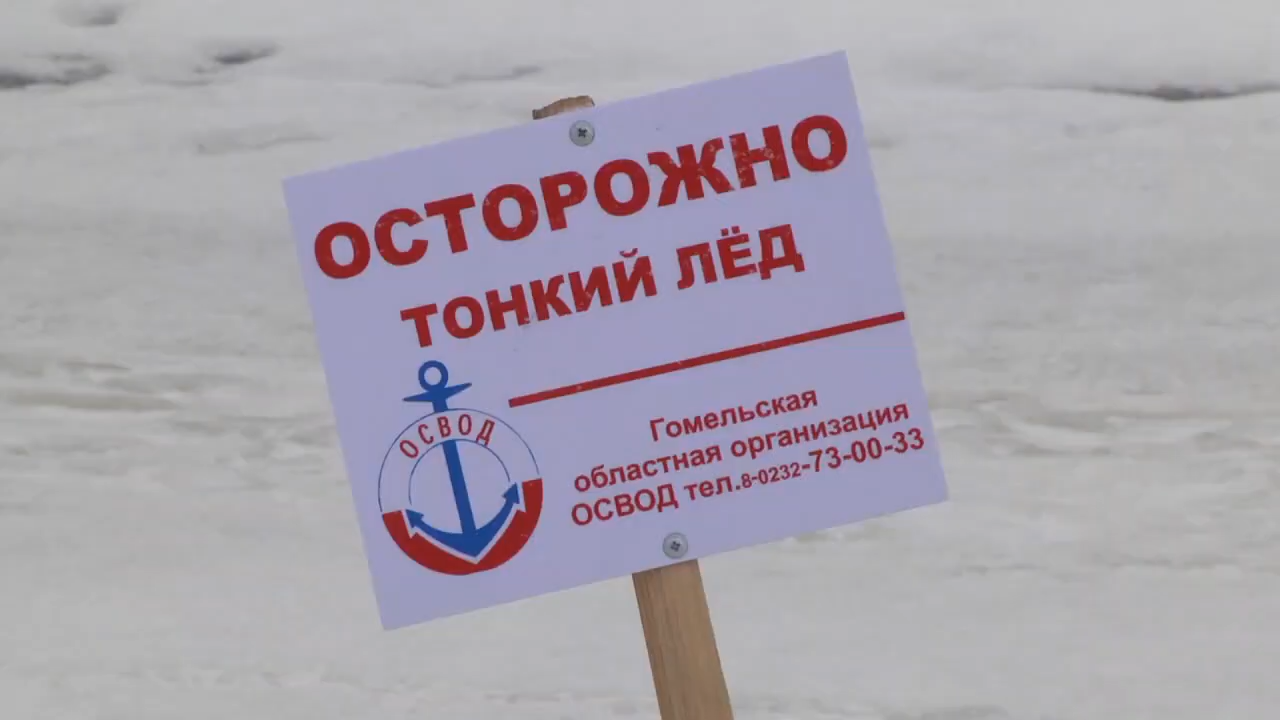 ОСТОРОЖНО
ТОНКИЙ ЛЁД
ОСВОД
Гомельская
областная организация
ОСВОД тел.8-0232-73-00-33